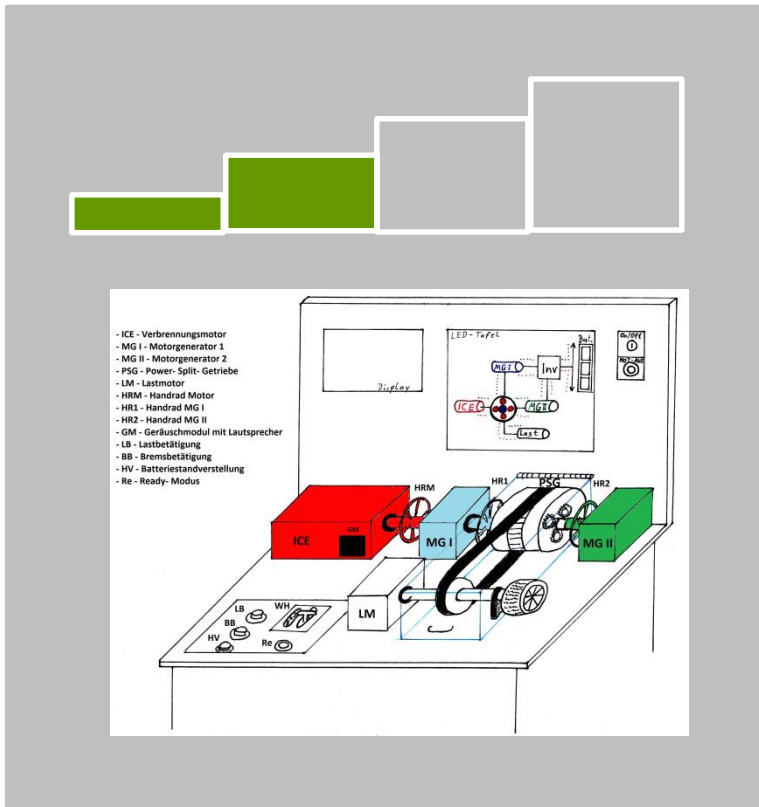 - ICE - Verbrennungsmotor
- MG I - Motorgenerator 1
- MG II - Motorgenerator 2
- PSG - Power- Split- Getriebe
- LM - Lastmotor
- HRM - Handrad Motor
- HR1 - Handrad MG I
- HR2 - Handrad MG II
- GM - Geräuschmodul mit Lautsprecher
- LB - Lastbetätigung
- BB - Bremsbetätigung
- HV - Batteriestandverstellung
- Re - Ready- Modus
Display
LED-Tafel
Bat.
MG I
Inv
ICE
MG II
Last
On/Off
NOT-AUS
HRM
HR1
PSG
HR2
GM
ICE
MG I
MG II
LM
LB
WH
BB
HV
Re